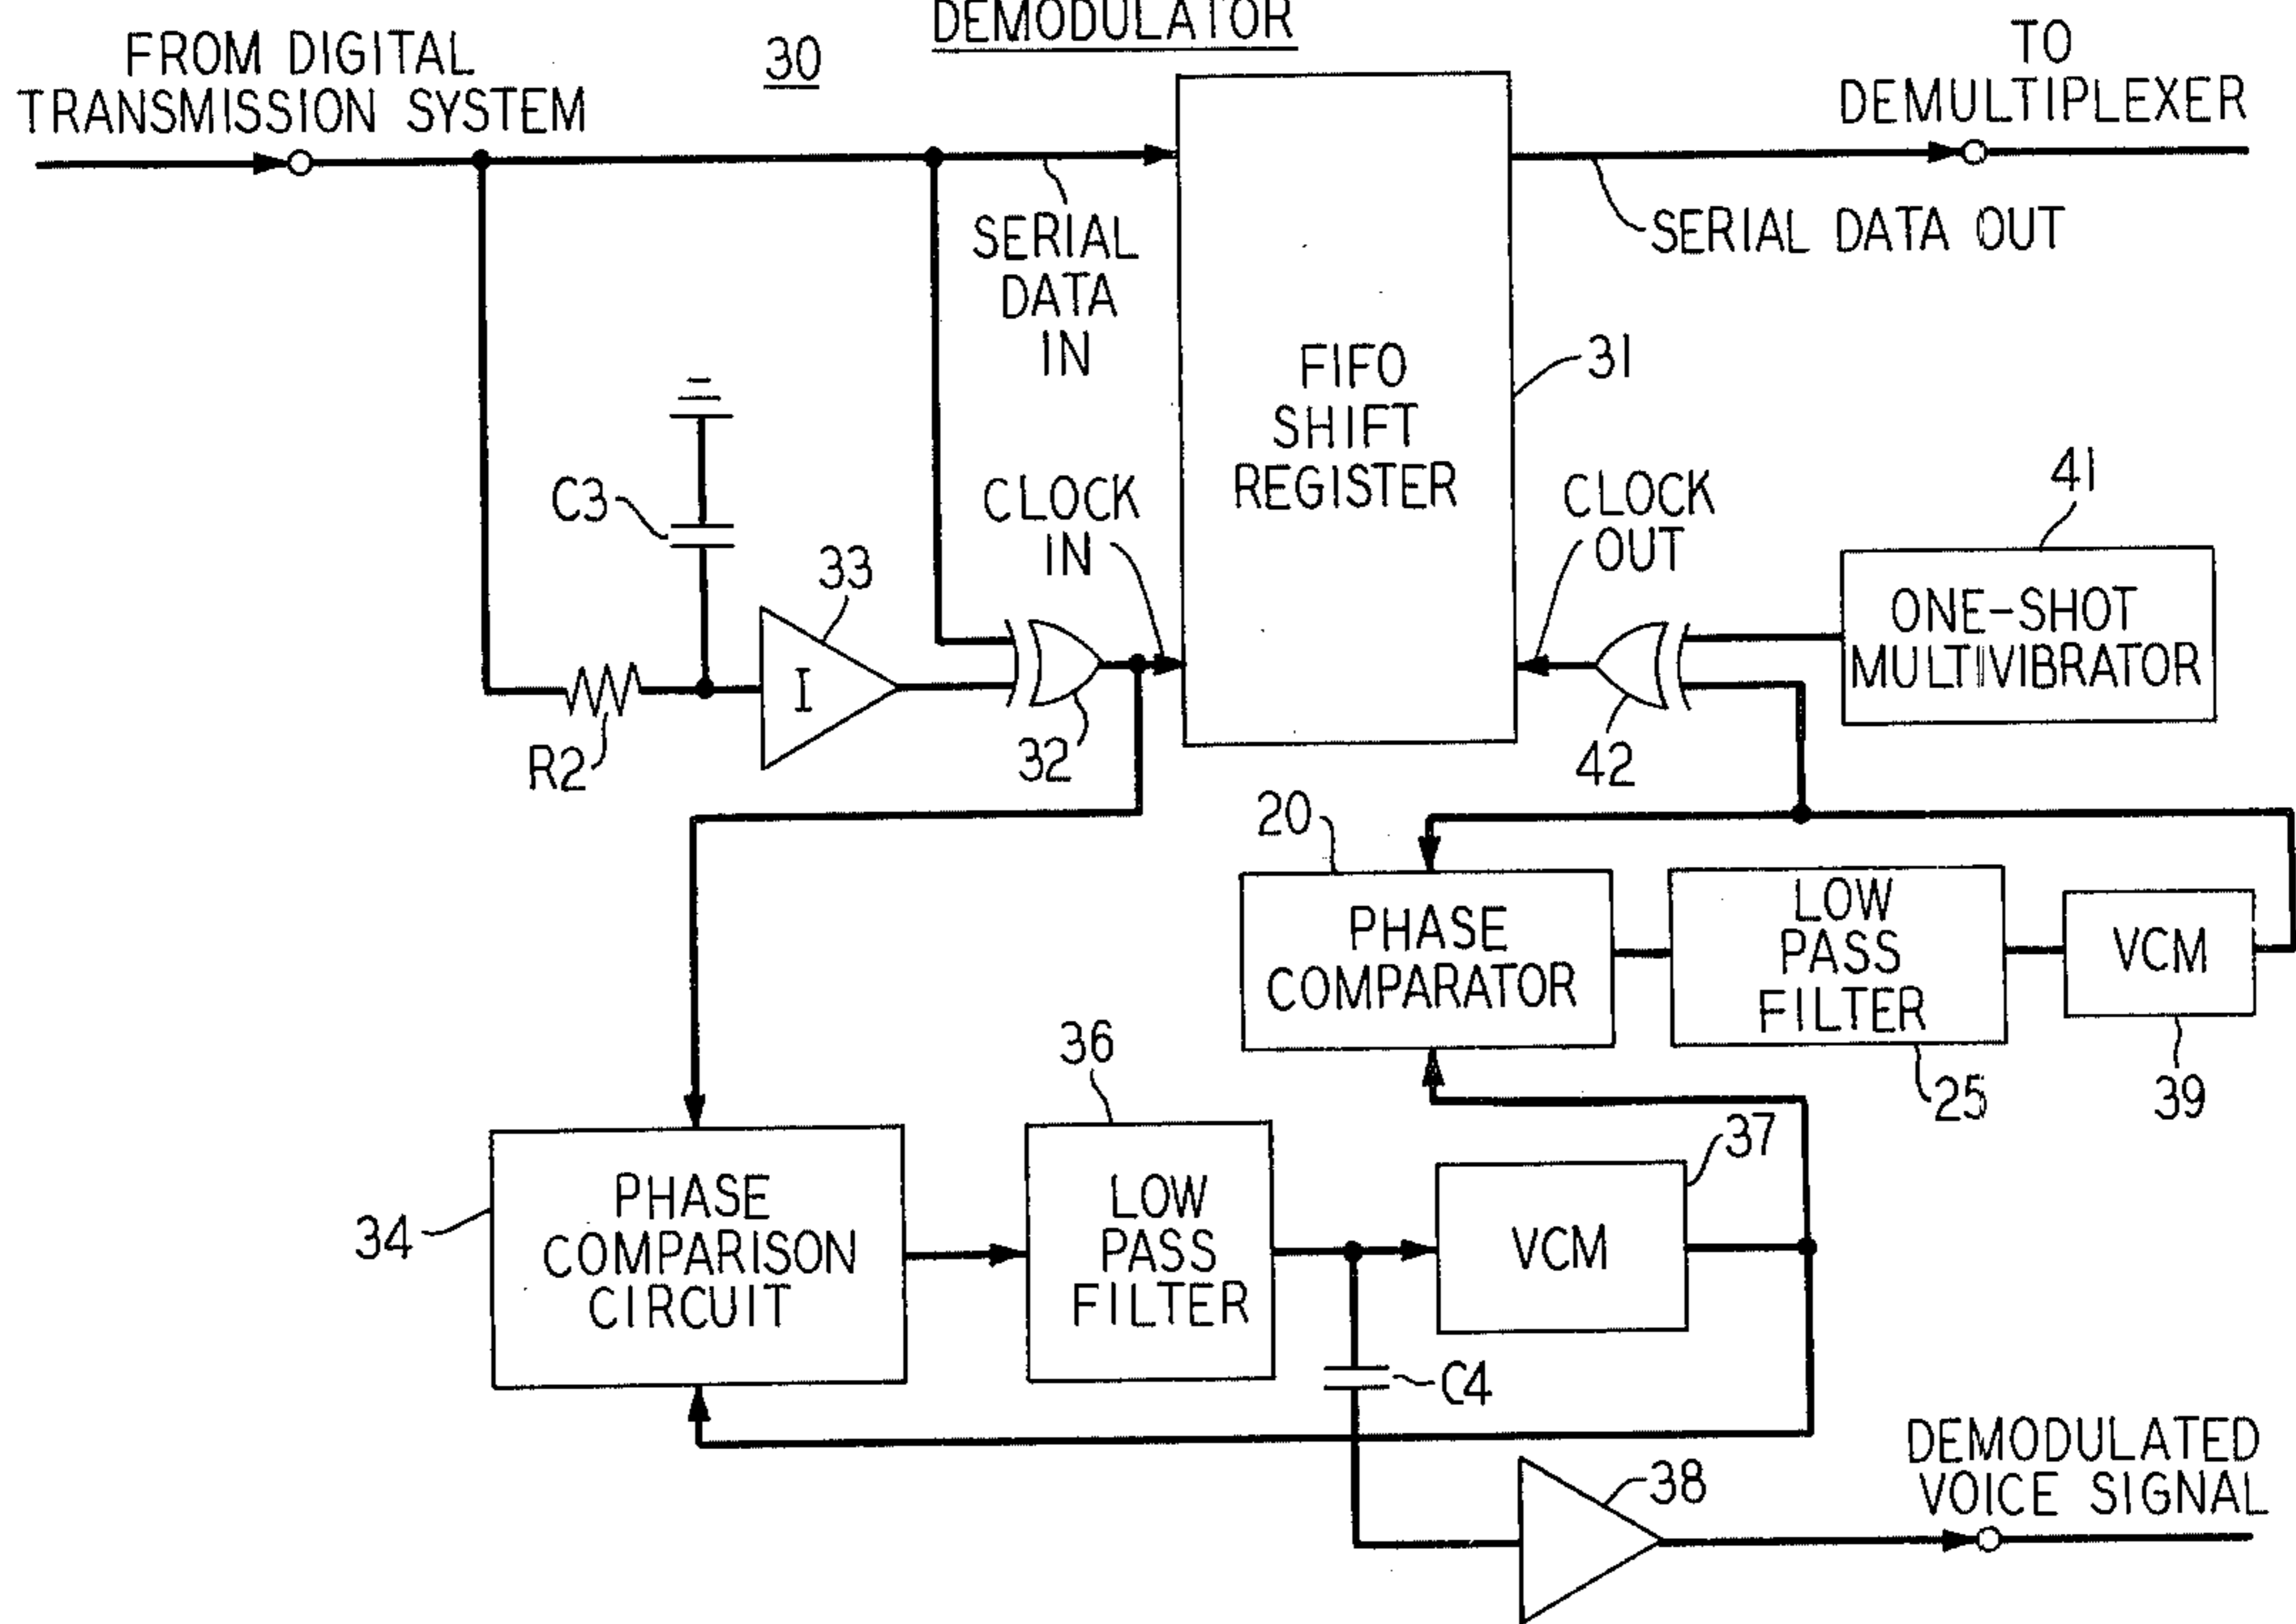 DEMODULATOR
30
FROM DIGITAL
TRANSMISSION SYSTEM
TO
DEMULTIPLEXER
SERIAL
DATA
IN
SERIAL DATA OUT
FIFO
SHIFT
REGISTER
31
C3
33
I
CLOCK
IN
CLOCK
OUT
41
ONE-SHOT
MULTIVIBRATOR
R2
32
42
20
PHASE
COMPARATOR
LOW
PASS
FILTER
25
VCM
39
34
PHASE
COMPARISON
CIRCUIT
36
LOW
PASS
FILTER
37
VCM
C4
38
DEMODULATED
VOICE SIGNAL